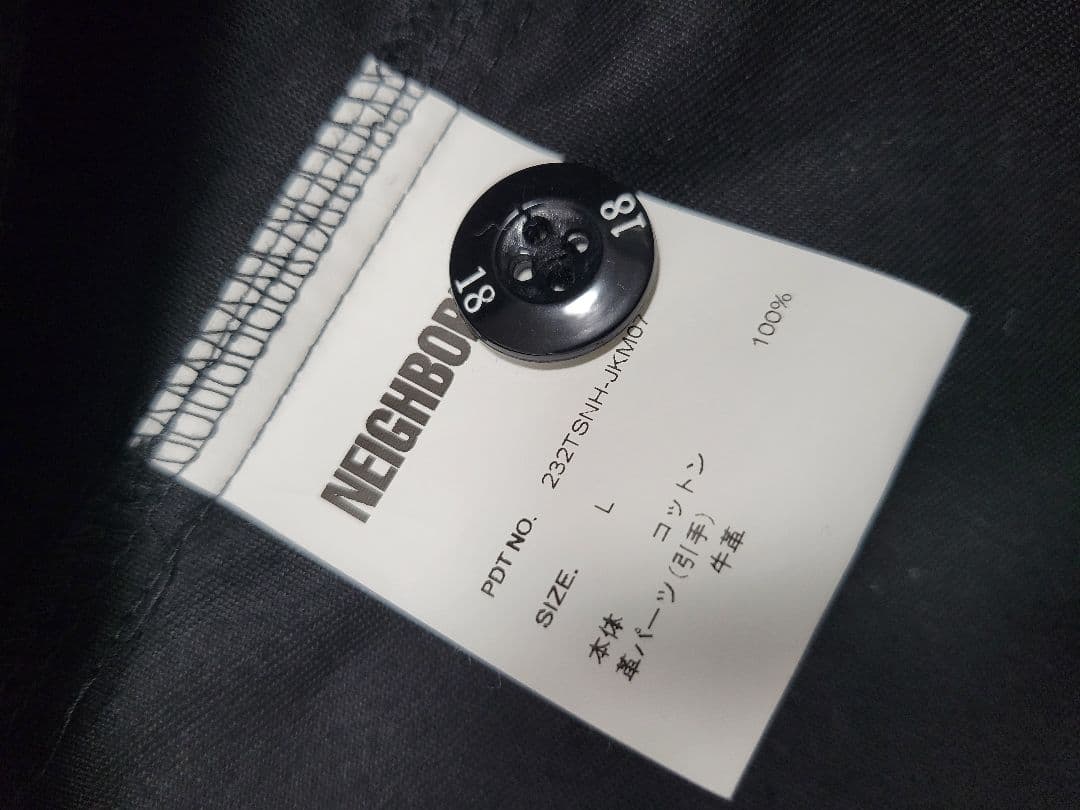 NEIGHBOR
18
18
PDT NO. 232TSNH-JKM07
SIZE. L
本体 コットン 100%
革パーツ(引手) 牛革